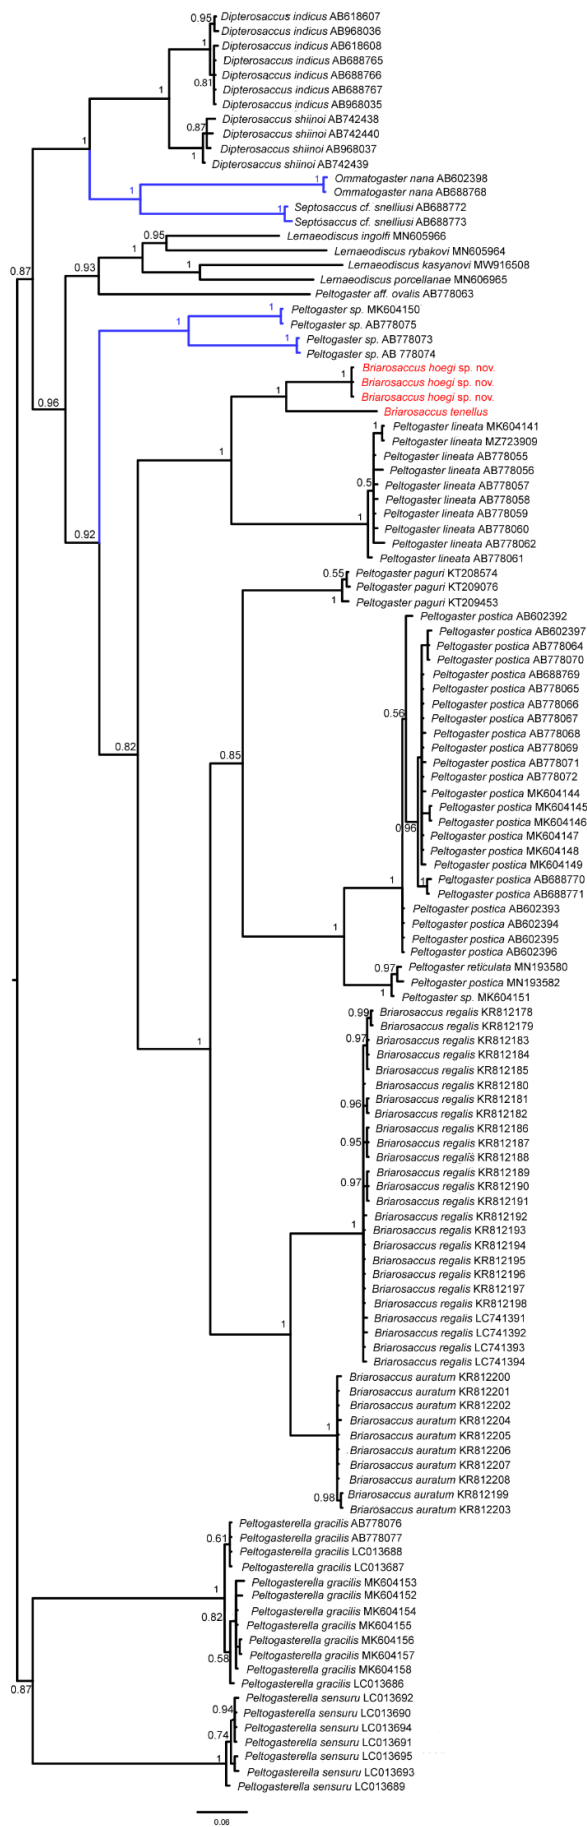 0.95
Dipterosaccus indicus AB618607
Dipterosaccus indicus AB968036
1
Dipterosaccus indicus AB618608
Dipterosaccus indicus AB688765
Dipterosaccus indicus AB688766
0.81
1
Dipterosaccus indicus AB688767
Dipterosaccus indicus AB968035
Dipterosaccus shiinoi AB742438
0.87
Dipterosaccus shiinoi AB742440
1
Dipterosaccus shiinoi AB968037
1
Dipterosaccus shiinoi AB742439
1
Ommatogaster nana AB602398
1
Ommatogaster nana AB688768
1
Septosaccus cf. snelliusi AB688772
Septosaccus cf. snelliusi AB688773
0.95
Lernaeodiscus ingolfi MN605966
Lernaeodiscus rybakovi MN605964
0.87
0.93
1
Lernaeodiscus kasyanovi MW916508
Lernaeodiscus porcellanae MN606965
Peltogaster aff. ovalis AB778063
1
Peltogaster sp. MK604150
1
Peltogaster sp. AB778075
1
Peltogaster sp. AB778073
Peltogaster sp. AB 778074
1
Briarosaccus hoegi sp. nov.
Briarosaccus hoegi sp. nov.
1
Briarosaccus hoegi sp. nov.
0.96
Briarosaccus tenellus
1
Peltogaster lineata MK604141
Peltogaster lineata MZ723909
1
Peltogaster lineata AB778055
Peltogaster lineata AB778056
0.5
Peltogaster lineata AB778057
Peltogaster lineata AB778058
1
Peltogaster lineata AB778059
Peltogaster lineata AB778060
0.92
Peltogaster lineata AB778062
Peltogaster lineata AB778061
0.55
Peltogaster paguri KT208574
Peltogaster paguri KT209076
1
Peltogaster paguri KT209453
Peltogaster postica AB602392
Peltogaster postica AB602397
Peltogaster postica AB778064
Peltogaster postica AB778070
Peltogaster postica AB688769
Peltogaster postica AB778065
Peltogaster postica AB778066
0.56
Peltogaster postica AB778067
Peltogaster postica AB778068
0.82
0.85
Peltogaster postica AB778069
Peltogaster postica AB778071
Peltogaster postica AB778072
Peltogaster postica MK604144
Peltogaster postica MK604145
0.96
Peltogaster postica MK604146
Peltogaster postica MK604147
Peltogaster postica MK604148
Peltogaster postica MK604149
1
1
Peltogaster postica AB688770
Peltogaster postica AB688771
Peltogaster postica AB602393
Peltogaster postica AB602394
1
Peltogaster postica AB602395
Peltogaster postica AB602396
0.97
Peltogaster reticulata MN193580
Peltogaster postica MN193582
1
Peltogaster sp. MK604151
0.99
Briarosaccus regalis KR812178
Briarosaccus regalis KR812179
0.97
Briarosaccus regalis KR812183
1
Briarosaccus regalis KR812184
Briarosaccus regalis KR812185
Briarosaccus regalis KR812180
0.96
Briarosaccus regalis KR812181
Briarosaccus regalis KR812182
Briarosaccus regalis KR812186
0.95
Briarosaccus regalis KR812187
Briarosaccus regalis KR812188
Briarosaccus regalis KR812189
0.97
Briarosaccus regalis KR812190
Briarosaccus regalis KR812191
Briarosaccus regalis KR812192
1
Briarosaccus regalis KR812193
Briarosaccus regalis KR812194
Briarosaccus regalis KR812195
Briarosaccus regalis KR812196
Briarosaccus regalis KR812197
Briarosaccus regalis KR812198
Briarosaccus regalis LC741391
1
Briarosaccus regalis LC741392
Briarosaccus regalis LC741393
Briarosaccus regalis LC741394
Briarosaccus auratum KR812200
Briarosaccus auratum KR812201
Briarosaccus auratum KR812202
Briarosaccus auratum KR812204
1
Briarosaccus auratum KR812205
Briarosaccus auratum KR812206
Briarosaccus auratum KR812207
Briarosaccus auratum KR812208
0.98
Briarosaccus auratum KR812199
Briarosaccus auratum KR812203
Peltogasterella gracilis AB778076
0.61
Peltogasterella gracilis AB778077
Peltogasterella gracilis LC013688
Peltogasterella gracilis LC013687
1
Peltogasterella gracilis MK604153
Peltogasterella gracilis MK604152
0.82
Peltogasterella gracilis MK604154
Peltogasterella gracilis MK604155
Peltogasterella gracilis MK604156
0.58
Peltogasterella gracilis MK604157
Peltogasterella gracilis MK604158
0.87
Peltogasterella gracilis LC013686
Peltogasterella sensuru LC013692
0.94
Peltogasterella sensuru LC013690
Peltogasterella sensuru LC013694
0.74
Peltogasterella sensuru LC013691
1
Peltogasterella sensuru LC013695
Peltogasterella sensuru LC013693
Peltogasterella sensuru LC013689
0.06